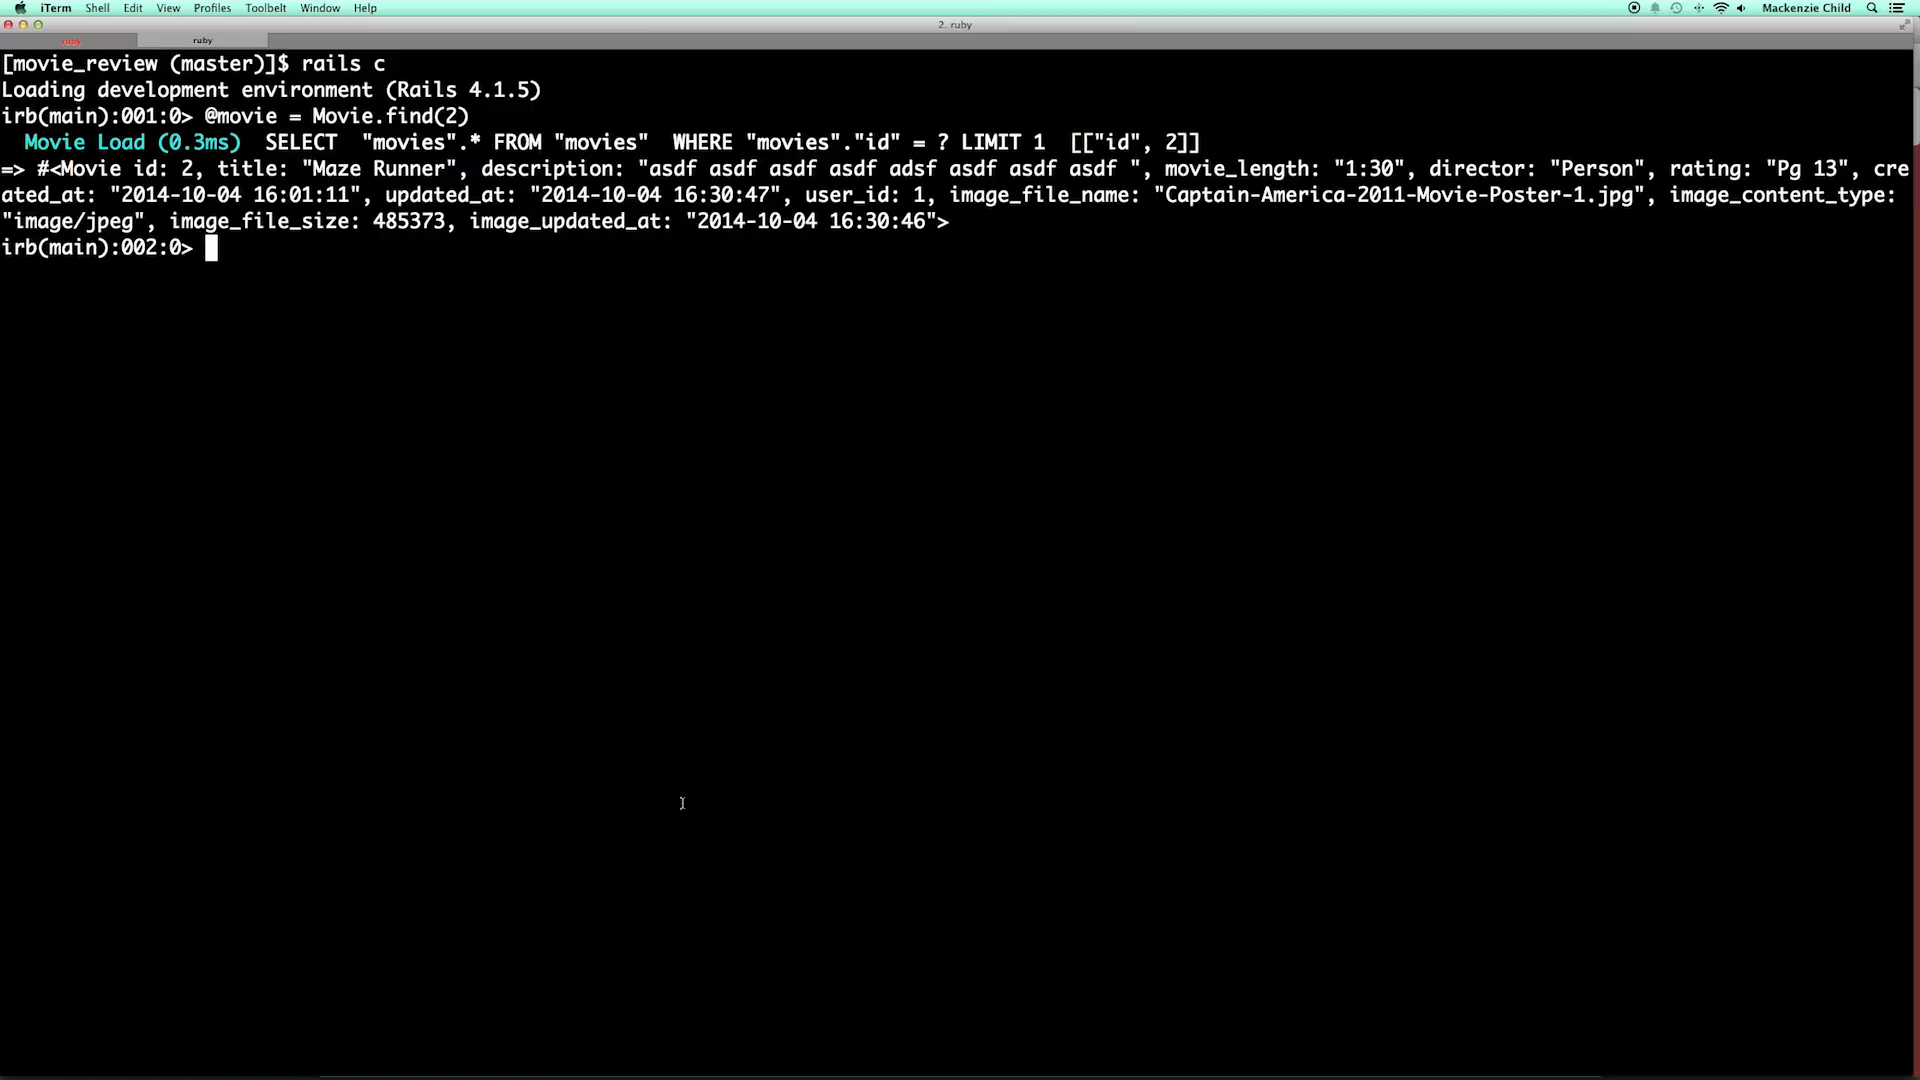 iTerm Shell Edit View Profiles Toolbelt Window Help Mackenzie Child
2. ruby
ruby ruby
[movie_review (master)]$ rails c
Loading development environment (Rails 4.1.5)
irb(main):001:0> @movie = Movie.find(2)
Movie Load (0.3ms)  SELECT  "movies".* FROM "movies"  WHERE "movies"."id" = ? LIMIT 1  [["id", 2]]
=> #<Movie id: 2, title: "Maze Runner", description: "asdf asdf asdf asdf adsf asdf asdf asdf ", movie_length: "1:30", director: "Person", rating: "Pg 13", cre
ated_at: "2014-10-04 16:01:11", updated_at: "2014-10-04 16:30:47", user_id: 1, image_file_name: "Captain-America-2011-Movie-Poster-1.jpg", image_content_type:
"image/jpeg", image_file_size: 485373, image_updated_at: "2014-10-04 16:30:46">
irb(main):002:0>